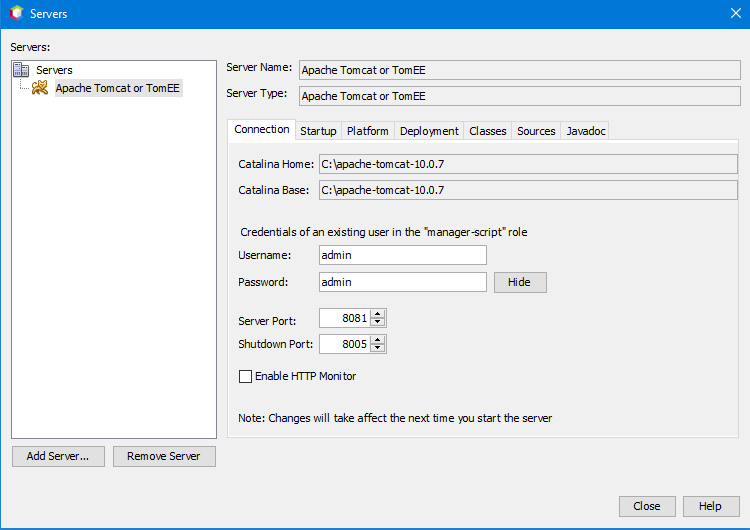 Servers
Servers:
Servers
Apache Tomcat or TomEE
Server Name: Apache Tomcat or TomEE
Server Type: Apache Tomcat or TomEE
Connection Startup Platform Deployment Classes Sources Javadoc
Catalina Home: C:\apache-tomcat-10.0.7
Catalina Base: C:\apache-tomcat-10.0.7
Credentials of an existing user in the "manager-script" role
Username: admin
Password: admin Hide
Server Port: 8081
Shutdown Port: 8005
Enable HTTP Monitor
Note: Changes will take affect the next time you start the server
Add Server... Remove Server
Close Help